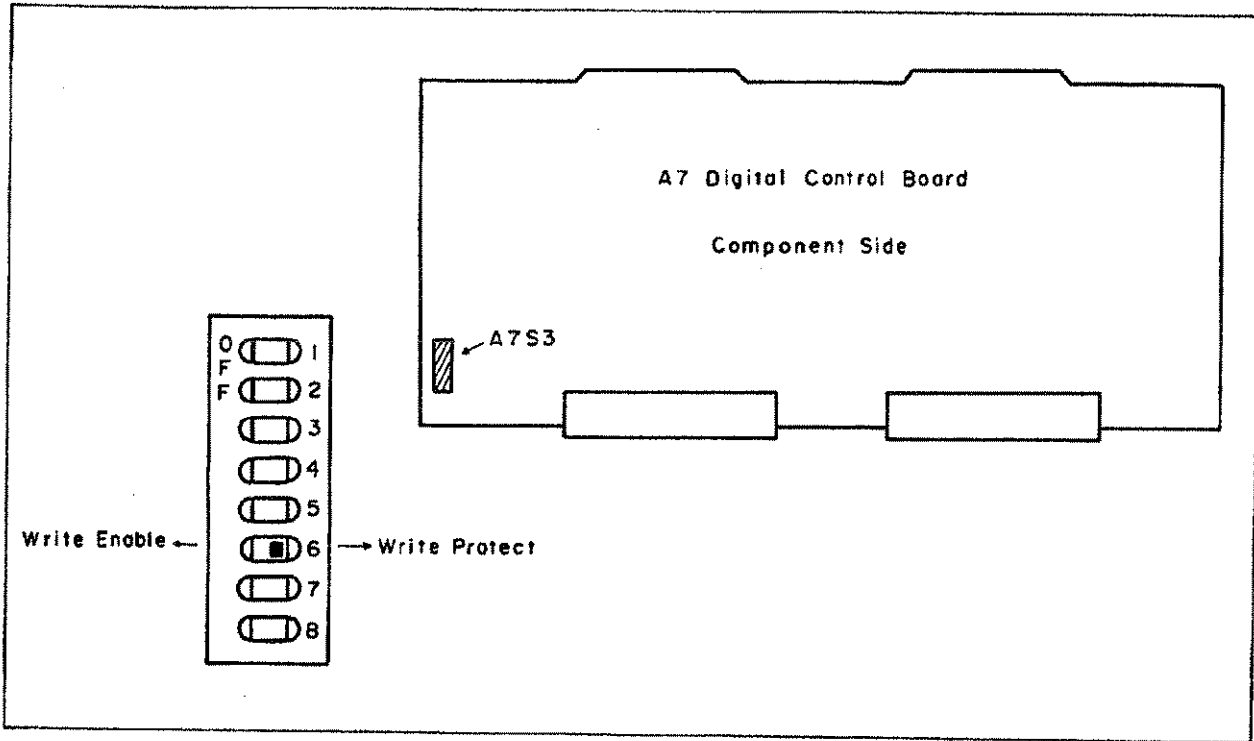 A7 Digital Control Board
Component Side
A7S3
OFF
1
2
3
4
5
Write Enable
6
Write Protect
7
8